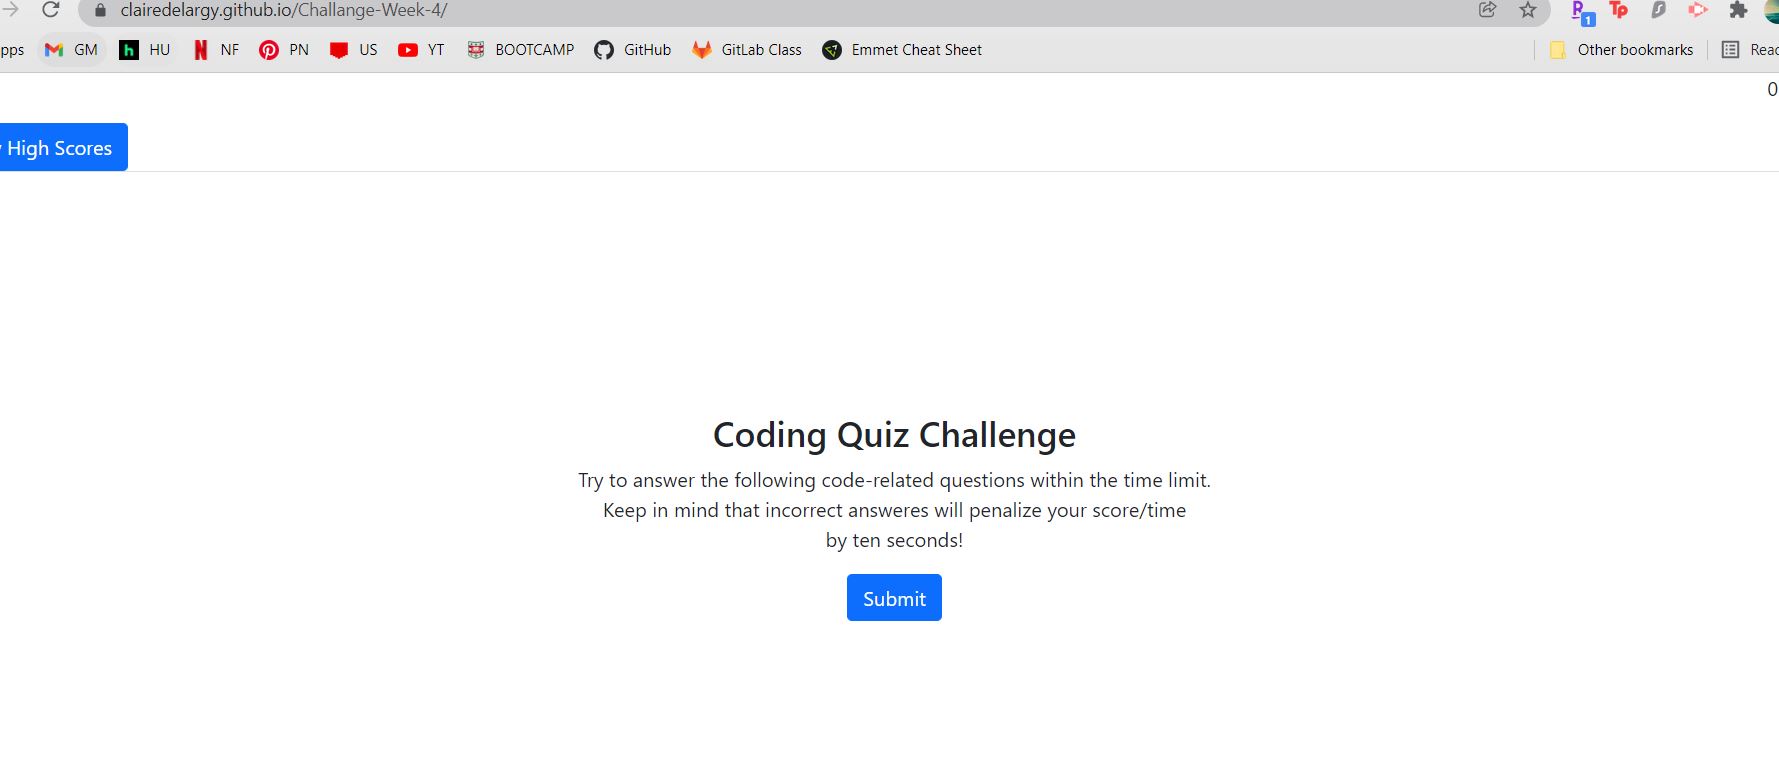 clairedelargy.github.io/Challange-Week-4/
1
pps GM HU NF PN US YT BOOTCAMP GitHub GitLab Class Emmet Cheat Sheet Other bookmarks Reac
0
High Scores
Coding Quiz Challenge
Try to answer the following code-related questions within the time limit.
Keep in mind that incorrect answeres will penalize your score/time
by ten seconds!
Submit